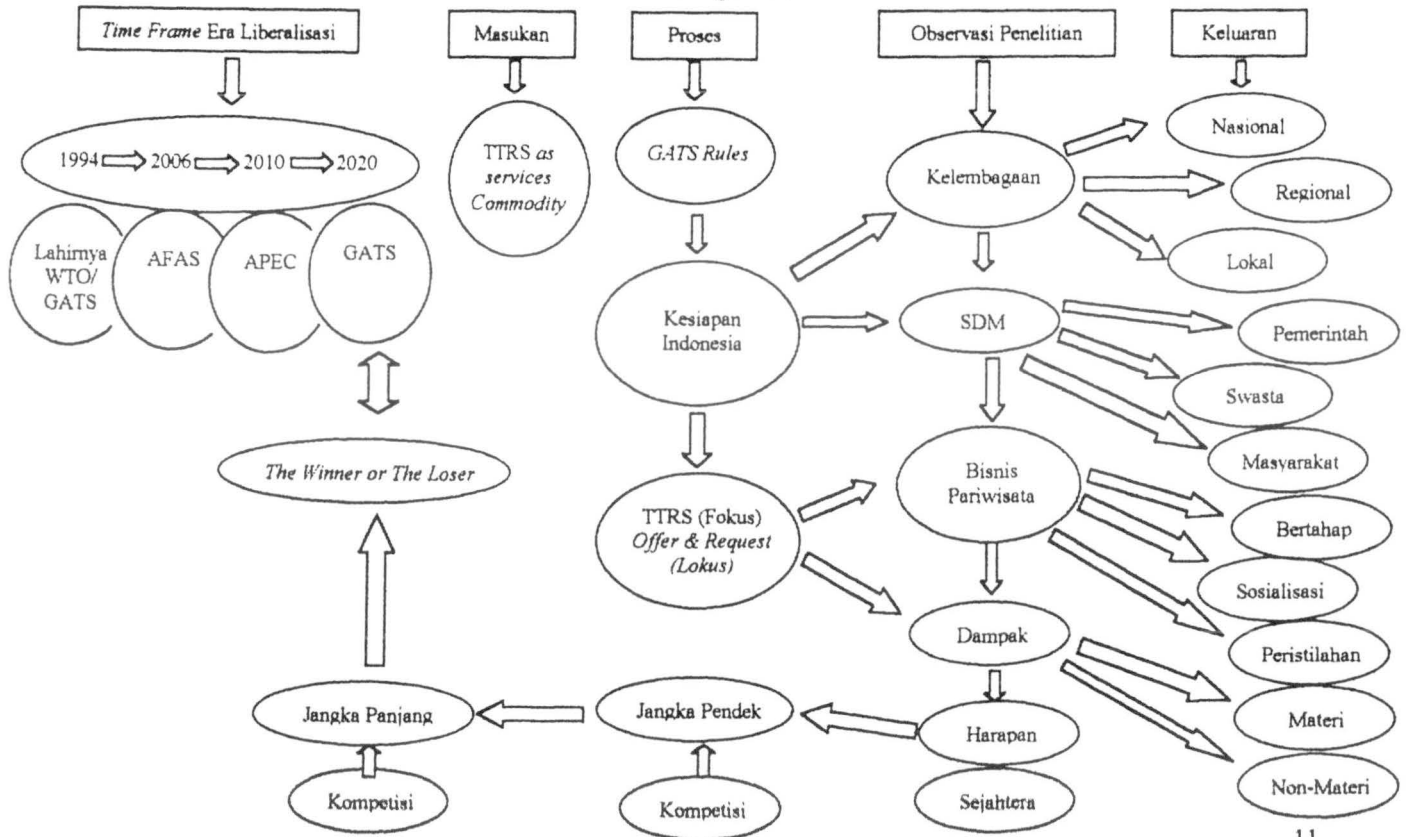 Time Frame Era Liberalisasi
Masukan
Proses
Observasi Penelitian
Keluaran
1994
2006
2010
2020
Lahirnya
WTO/
GATS
AFAS
APEC
GATS
TTRS as
services
Commodity
GATS Rules
Kesiapan
Indonesia
TTRS (Fokus)
Offer & Request
(Lokus)
Kelembagaan
SDM
Bisnis
Pariwisata
Dampak
Harapan
Sejahtera
Nasional
Regional
Lokal
Pemerintah
Swasta
Masyarakat
Bertahap
Sosialisasi
Peristilahan
Materi
Non-Materi
The Winner or The Loser
Jangka Panjang
Kompetisi
Jangka Pendek
Kompetisi